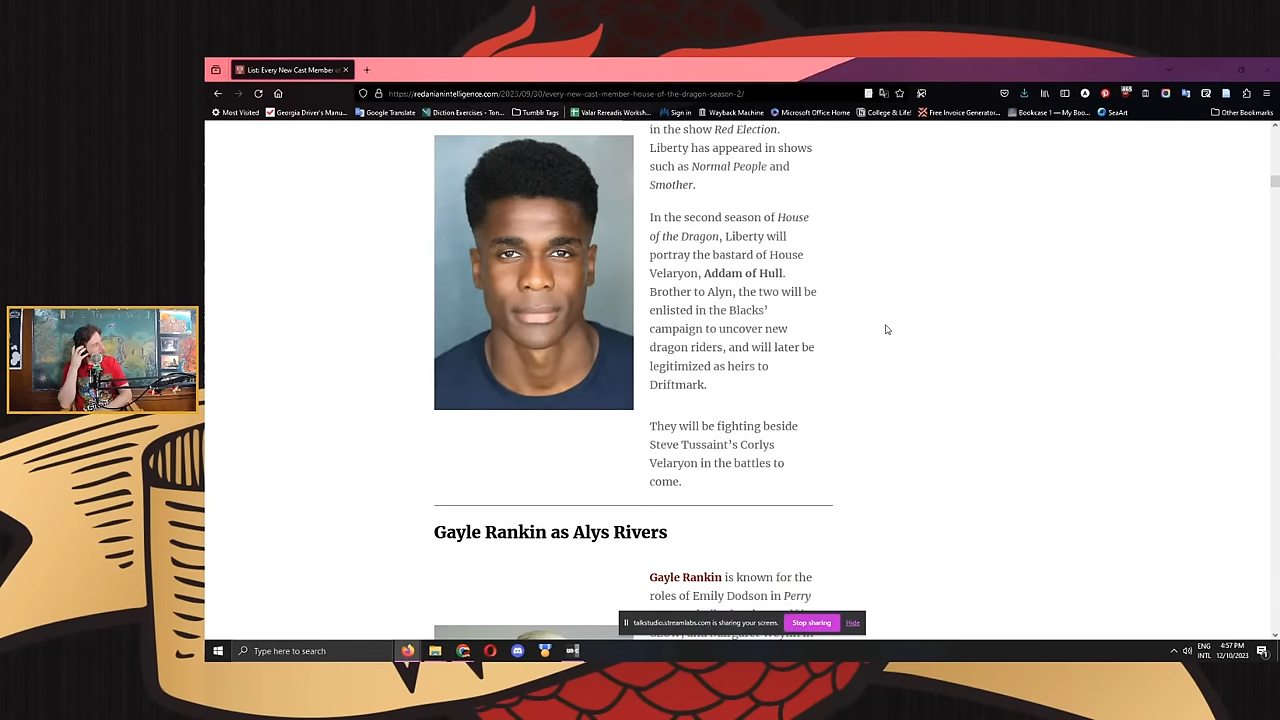 List: Every New Cast Member of
https://redanianintelligence.com/2023/09/30/every-new-cast-member-house-of-the-dragon-season-2/
Most Visited Georgia Driver's Manu... Google Translate Diction Exercises - Ton... Tumblr Tags Valar Rereadis Worksh... Sign in Wayback Machine Microsoft Office Home College & Life! Free Invoice Generator... Bookcase 1 — My Boo... SeaArt Other Bookmarks
in the show Red Election.
Liberty has appeared in shows
such as Normal People and
Smother.
In the second season of House
of the Dragon, Liberty will
portray the bastard of House
Velaryon, Addam of Hull.
Brother to Alyn, the two will be
enlisted in the Blacks’
campaign to uncover new
dragon riders, and will later be
legitimized as heirs to
Driftmark.
They will be fighting beside
Steve Tussaint’s Corlys
Velaryon in the battles to
come.
Gayle Rankin as Alys Rivers
Gayle Rankin is known for the
roles of Emily Dodson in Perry
talkstudio.streamlabs.com is sharing your screen. Stop sharing Hide
Type here to search
ENG
INTL
4:57 PM
12/10/2023